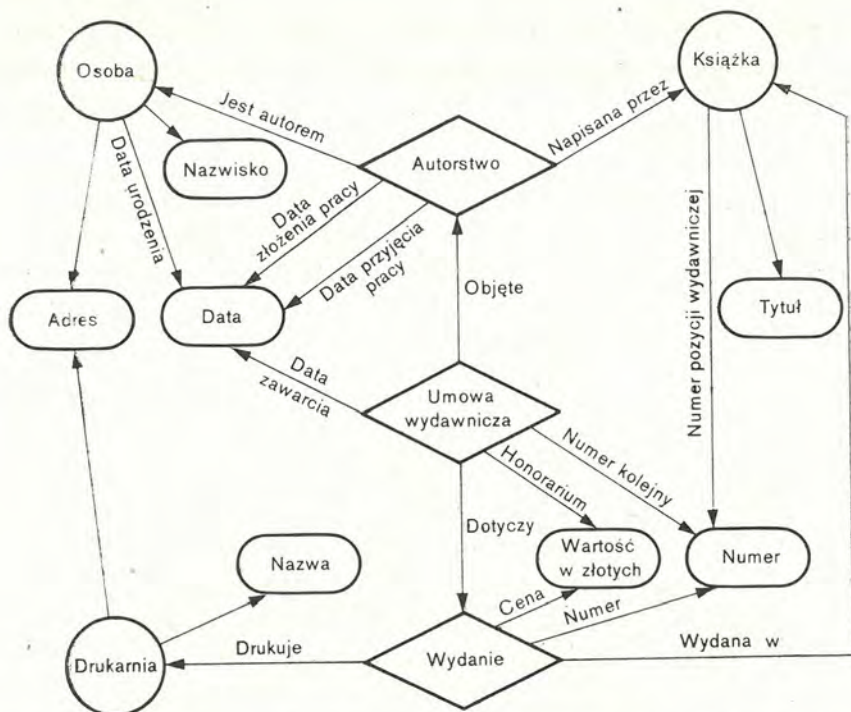 Osoba
Książka
Jest autorem
Napisana przez
Autorstwo
Nazwisko
Data urodzenia
Data
złożenia pracy
Data przyjęcia
pracy
Numer pozycji wydawniczej
Objęte
Adres
Data
Tytuł
Data
zawarcia
Umowa
wydawnicza
Numer kolejny
Honorarium
Dotyczy
Nazwa
Wartość
w złotych
Numer
Cena
Numer
Drukarnia
Drukuje
Wydanie
Wydana w